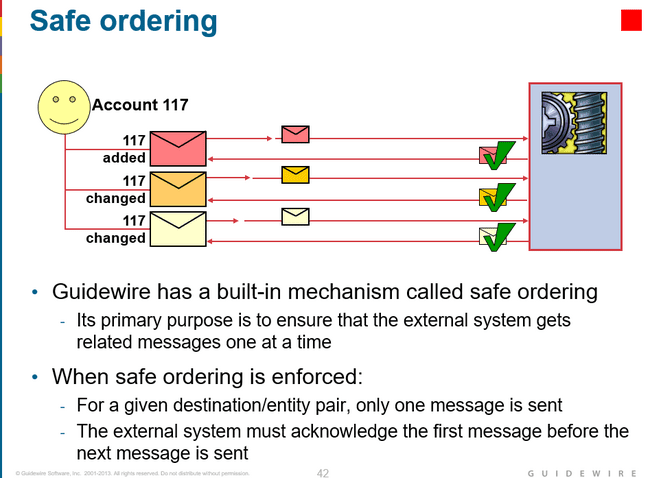 Safe ordering
Account 117
117
added
117
changed
117
changed
• Guidewire has a built-in mechanism called safe ordering
- Its primary purpose is to ensure that the external system gets
related messages one at a time
• When safe ordering is enforced:
- For a given destination/entity pair, only one message is sent
- The external system must acknowledge the first message before the
next message is sent
© Guidewire Software, Inc. 2001-2013. All rights reserved. Do not distribute without permission.
42
GUIDEWIRE